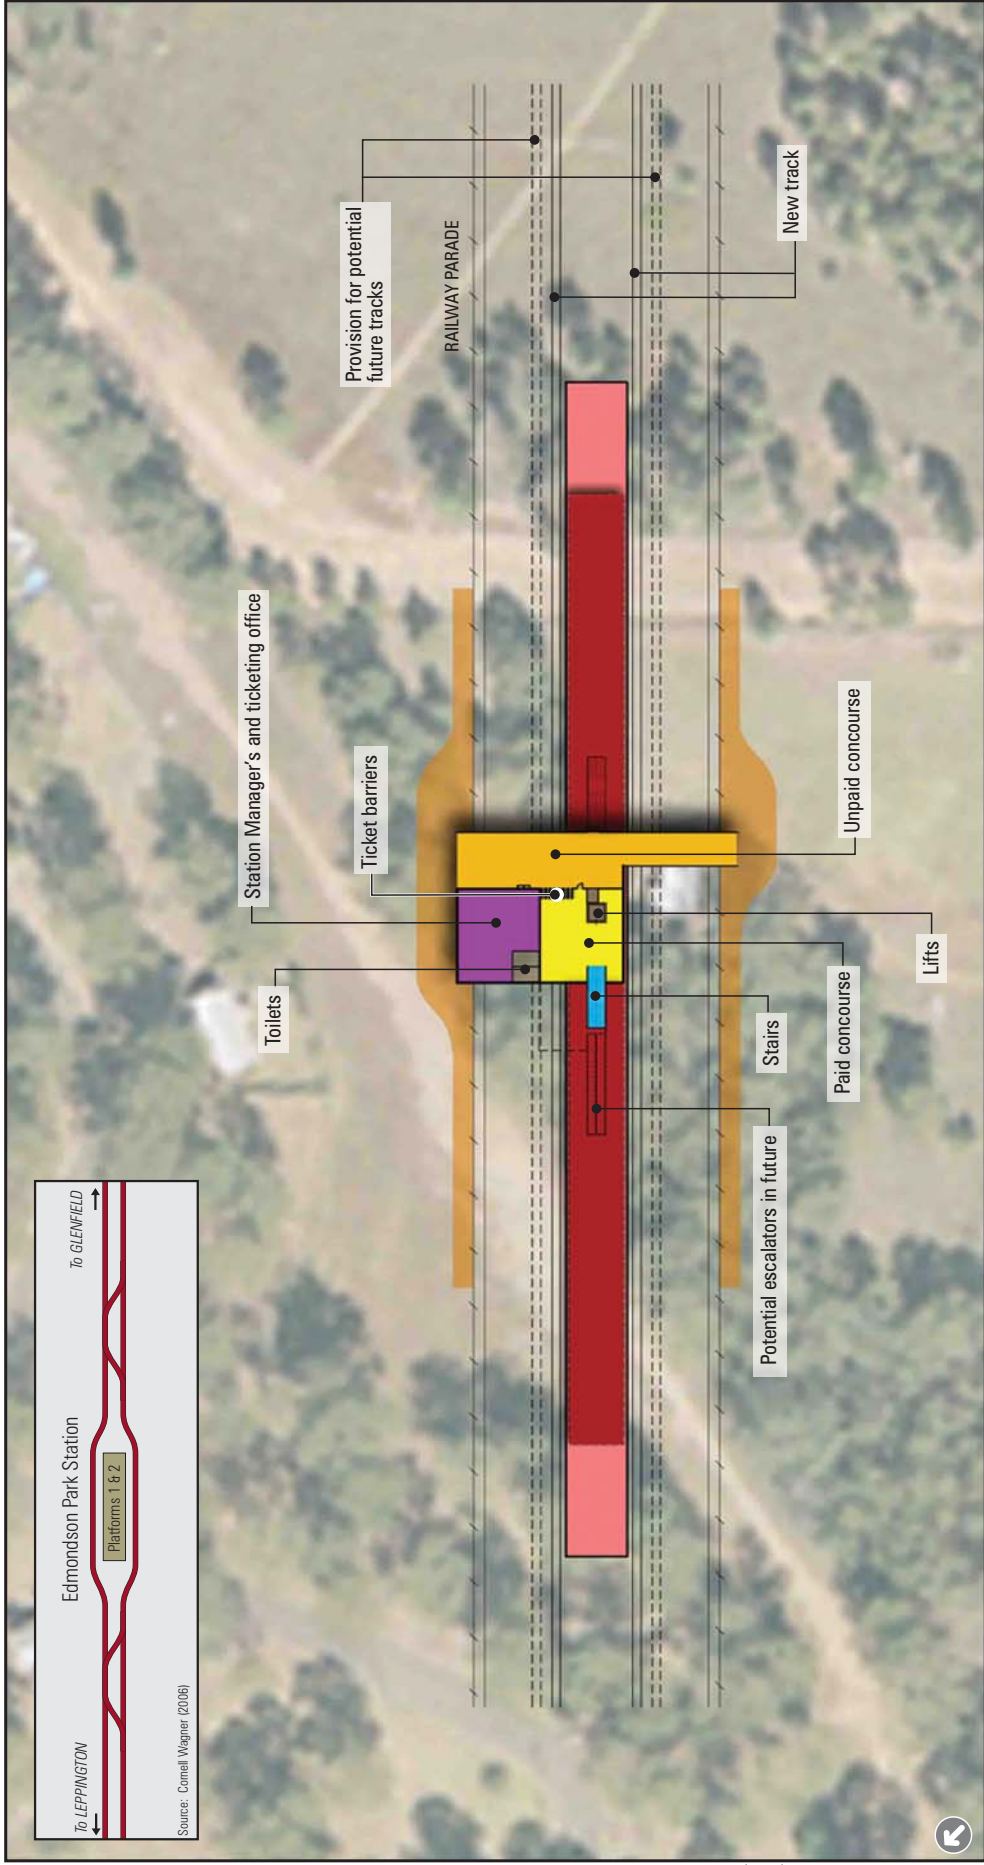 To LEPPINGTON
Edmondson Park Station
To GLENFIELD
Platforms 1 & 2
Source: Cornell Wagner (2006)
Toilets
Station Manager's and ticketing office
Ticket barriers
Provision for potential
future tracks
RAILWAY PARADE
New track
Potential escalators in future
Stairs
Paid concourse
Lifts
Unpaid concourse